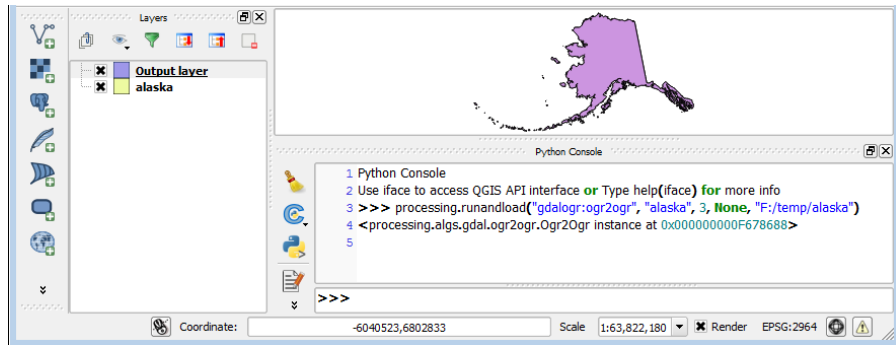 Layers
Output layer
alaska
Python Console
1 Python Console
2 Use iface to access QGIS API interface or Type help(iface) for more info
3 >>> processing.runandload("gdalogr:ogr2ogr", "alaska", 3, None, "F:/temp/alaska")
4 <processing.algs.gdal.ogr2ogr.Ogr2Ogr instance at 0x000000000F678688>
5
>>>
Coordinate: -6040523,6802833 Scale 1:63,822,180 Render EPSG:2964